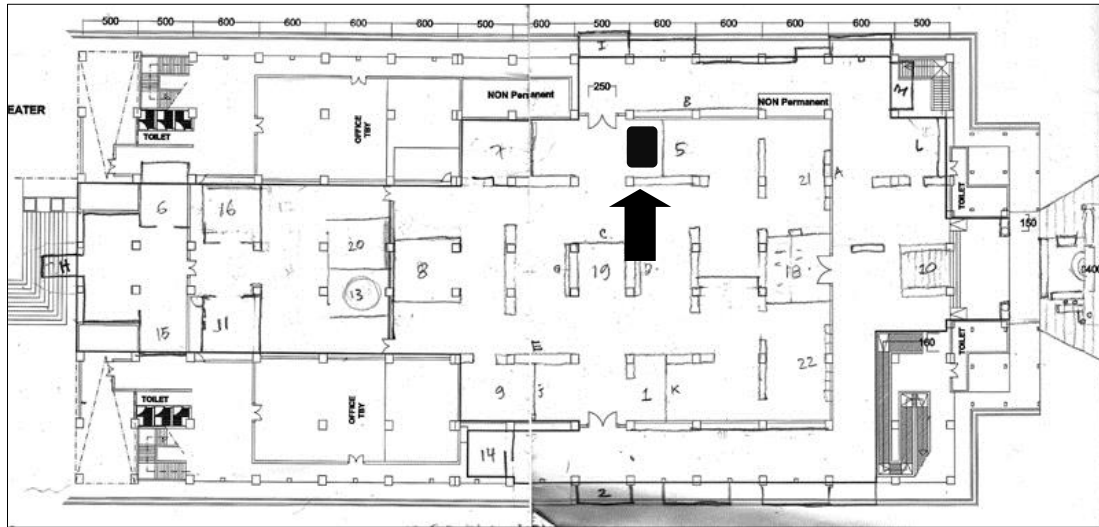 500 500 600 600 600 600 500 600 500 600 600 600 600 500
I
250
B
M
EATER
NON Permanent
NON Permanent
OFFICE
TBY
TOILET
7
5
21
A
L
TOILET
6
16
20
C
150
H
8
G
19
D
18
10
400
13
15
11
III
22
160
TOILET
9
J
1
K
TOILET
OFFICE
TBY
14
2